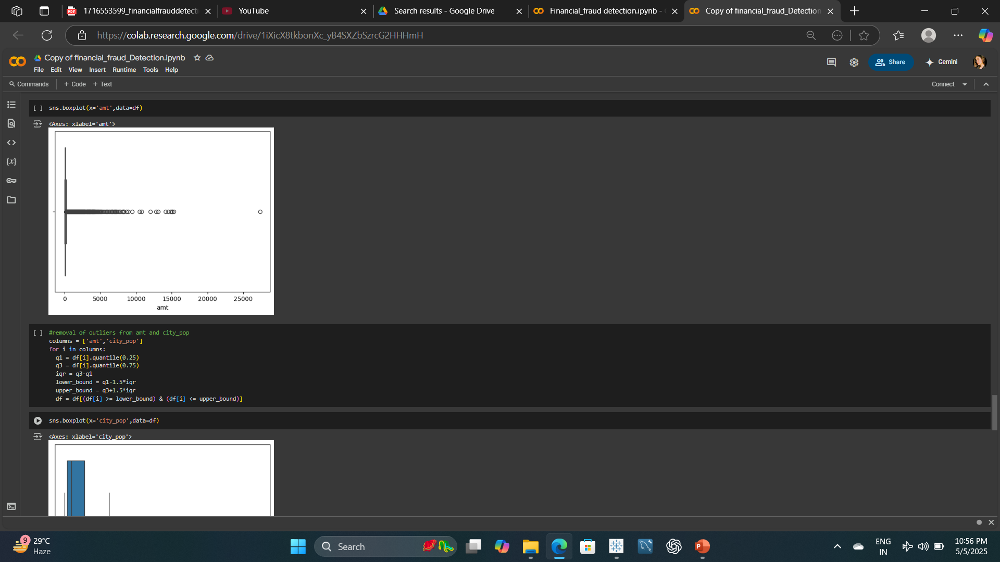 1716553599_financialfrauddetecti
YouTube
Search results - Google Drive
Financial_fraud detection.ipynb -
Copy of financial_fraud_Detection
https://colab.research.google.com/drive/1iXicX8tkbonXc_yB4SXZbSzrcG2HHHmH
Copy of financial_fraud_Detection.ipynb
File Edit View Insert Runtime Tools Help
Share
Gemini
Commands + Code + Text
Connect
[ ] sns.boxplot(x='amt',data=df)
<Axes: xlabel='amt'>
0 5000 10000 15000 20000 25000
amt
[ ] #removal of outliers from amt and city_pop
columns = ['amt','city_pop']
for i in columns:
q1 = df[i].quantile(0.25)
q3 = df[i].quantile(0.75)
iqr = q3-q1
lower_bound = q1-1.5*iqr
upper_bound = q3+1.5*iqr
df = df[(df[i] >= lower_bound) & (df[i] <= upper_bound)]
sns.boxplot(x='city_pop',data=df)
<Axes: xlabel='city_pop'>
9
29°C
Haze
Search
ENG
IN
10:56 PM
5/5/2025